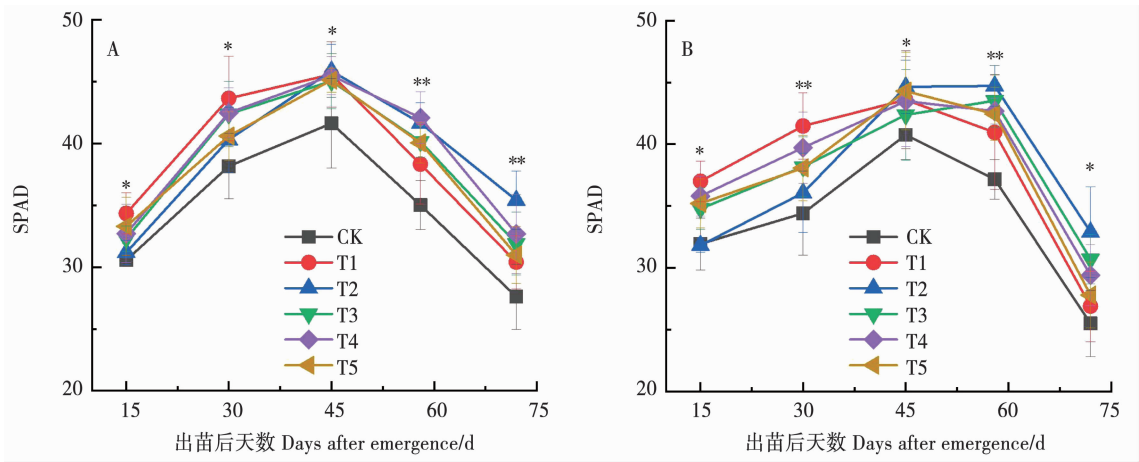 50
40
30
20
SPAD
A
*
*
*
**
**
CK
T1
T2
T3
T4
T5
15
30
45
60
75
出苗后天数 Days after emergence/d
50
40
30
20
SPAD
B
*
**
*
**
*
CK
T1
T2
T3
T4
T5
15
30
45
60
75
出苗后天数 Days after emergence/d